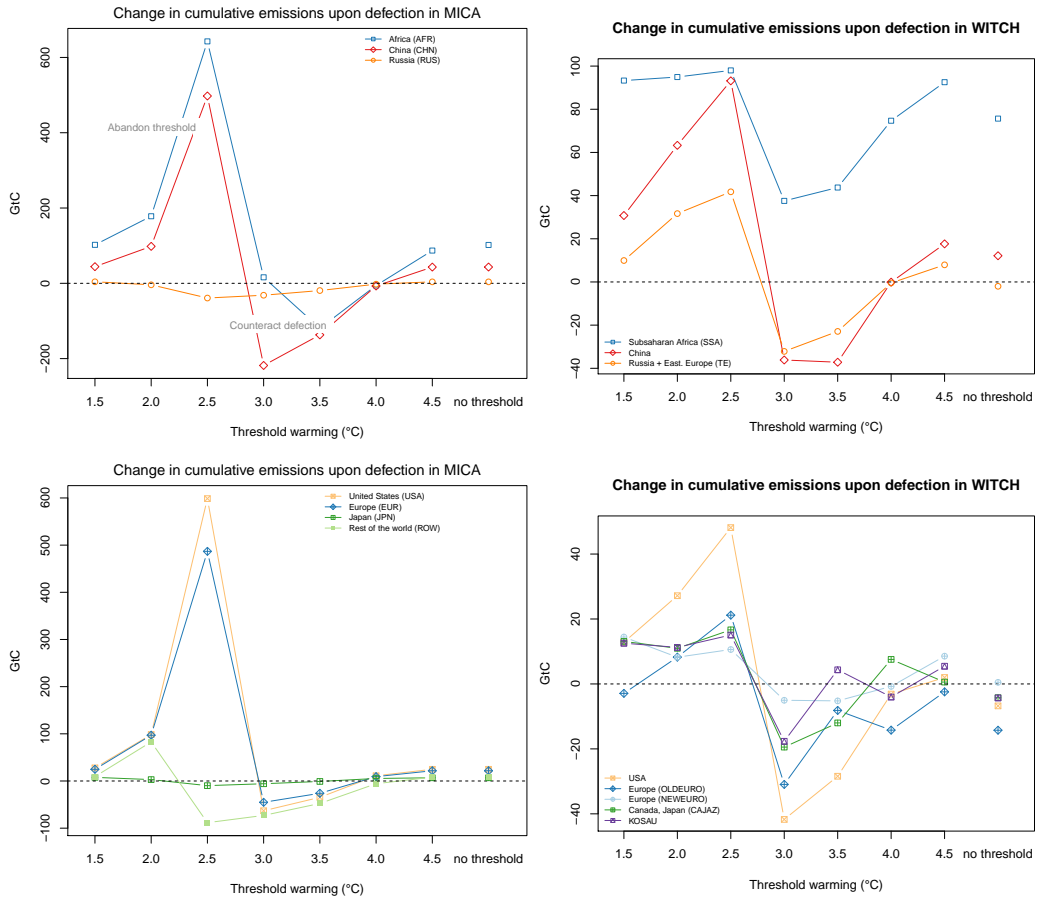 Change in cumulative emissions upon defection in MICA
600
400
200
0
−200
GtC
Africa (AFR)
China (CHN)
Russia (RUS)
Abandon threshold
Counteract defection
1.5 2.0 2.5 3.0 3.5 4.0 4.5 no threshold
Threshold warming (°C)
Change in cumulative emissions upon defection in WITCH
100
80
60
40
20
0
−20
−40
GtC
Subsaharan Africa (SSA)
China
Russia + East. Europe (TE)
1.5 2.0 2.5 3.0 3.5 4.0 4.5 no threshold
Threshold warming (°C)
Change in cumulative emissions upon defection in MICA
600
500
400
300
200
100
0
−100
GtC
United States (USA)
Europe (EUR)
Japan (JPN)
Rest of the world (ROW)
1.5 2.0 2.5 3.0 3.5 4.0 4.5 no threshold
Threshold warming (°C)
Change in cumulative emissions upon defection in WITCH
40
20
0
−20
−40
GtC
USA
Europe (OLDEURO)
Europe (NEWEURO)
Canada, Japan (CAJAZ)
KOSAU
1.5 2.0 2.5 3.0 3.5 4.0 4.5 no threshold
Threshold warming (°C)